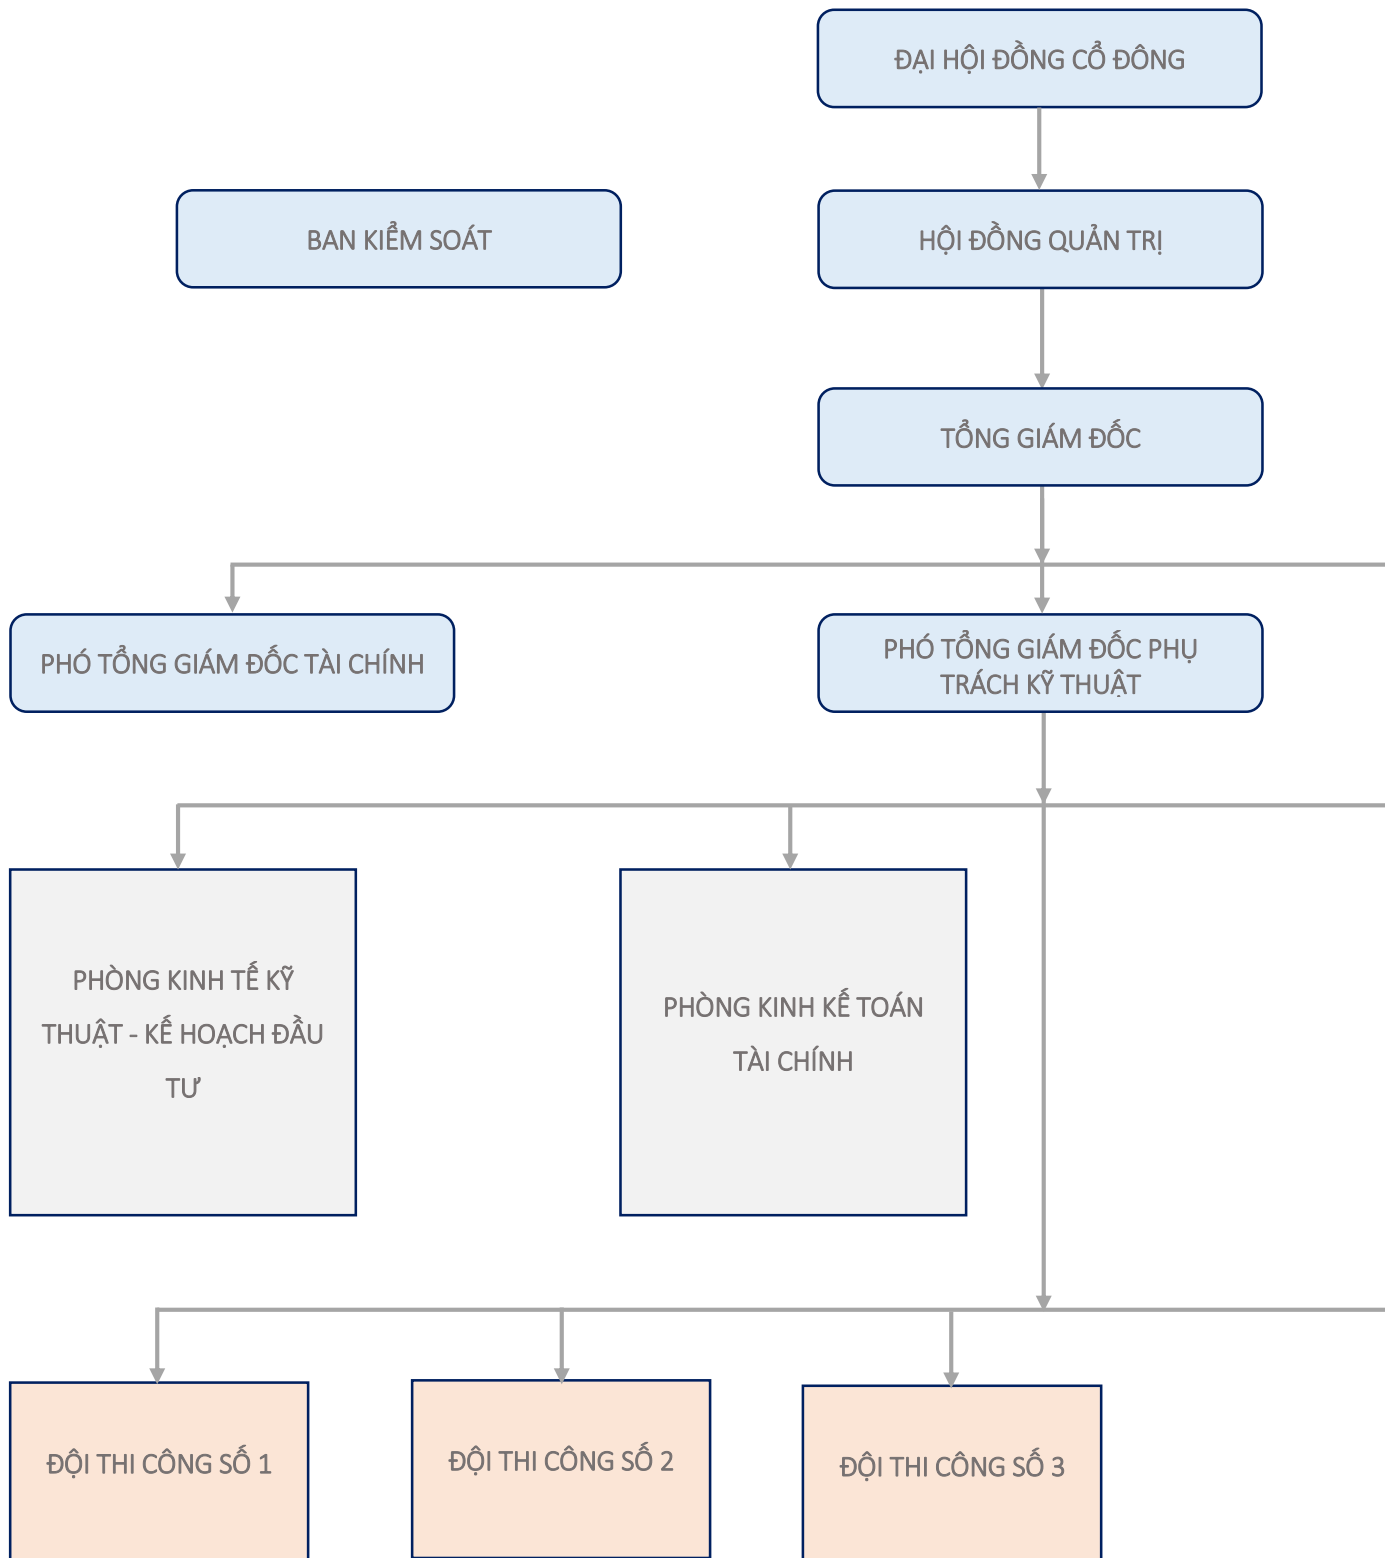 ĐẠI HỘI ĐỒNG CỔ ĐÔNG
BAN KIỂM SOÁT
HỘI ĐỒNG QUẢN TRỊ
TỔNG GIÁM ĐỐC
PHÓ TỔNG GIÁM ĐỐC TÀI CHÍNH
PHÓ TỔNG GIÁM ĐỐC PHỤ
TRÁCH KỸ THUẬT
PHÒNG KINH TẾ KỸ
THUẬT - KẾ HOẠCH ĐẦU
TƯ
PHÒNG KINH KẾ TOÁN
TÀI CHÍNH
ĐỘI THI CÔNG SỐ 1
ĐỘI THI CÔNG SỐ 2
ĐỘI THI CÔNG SỐ 3